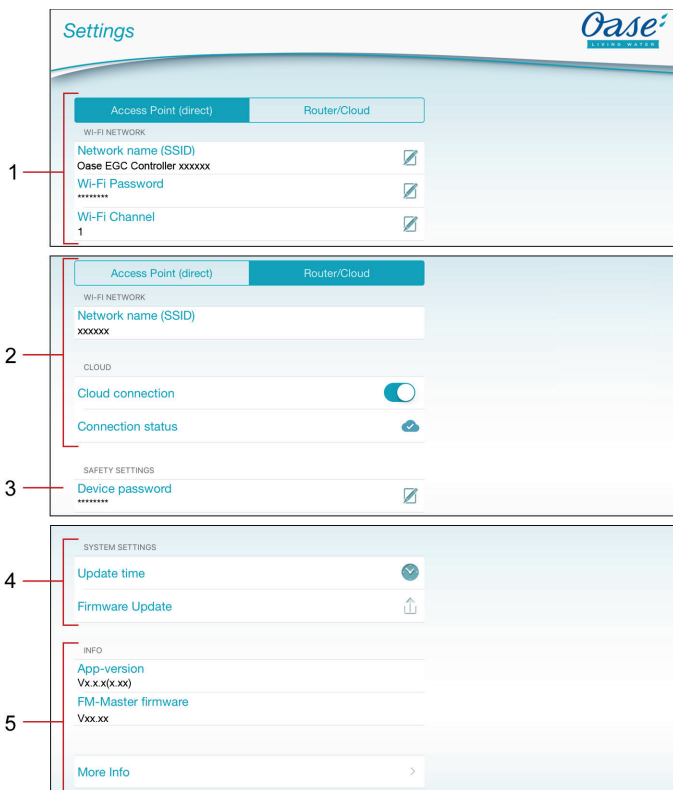 Settings
Oase
LIVING WATER
1
Access Point (direct) Router/Cloud
WI-FI NETWORK
Network name (SSID)
Oase EGC Controller xxxxxx
Wi-Fi Password
********
Wi-Fi Channel
1
2
Access Point (direct) Router/Cloud
WI-FI NETWORK
Network name (SSID)
xxxxxx
CLOUD
Cloud connection
Connection status
3
SAFETY SETTINGS
Device password
********
4
SYSTEM SETTINGS
Update time
Firmware Update
5
INFO
App-version
Vx.x.x(x.xx)
FM-Master firmware
Vxx.xx
More Info